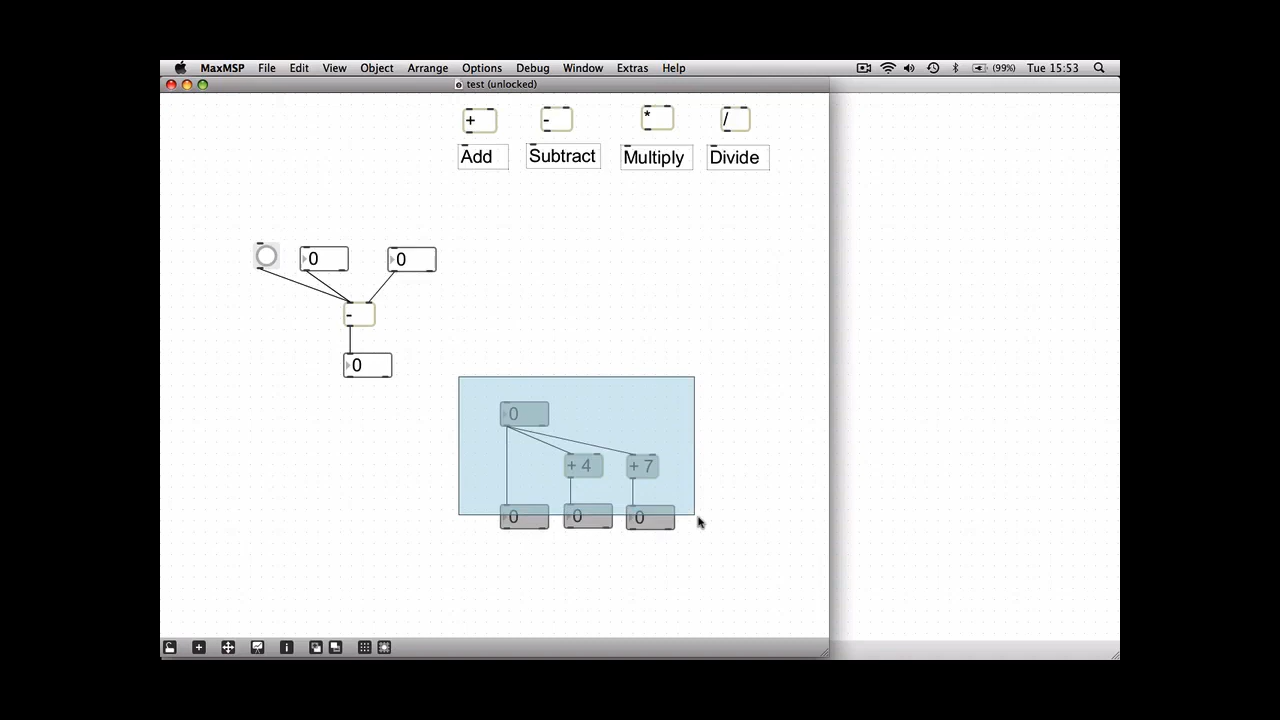 MaxMSP File Edit View Object Arrange Options Debug Window Extras Help (99%) Tue 15:53
test (unlocked)
+ - * /
Add Subtract Multiply Divide
0 0
-
0
0
+ 4 + 7
0 0 0